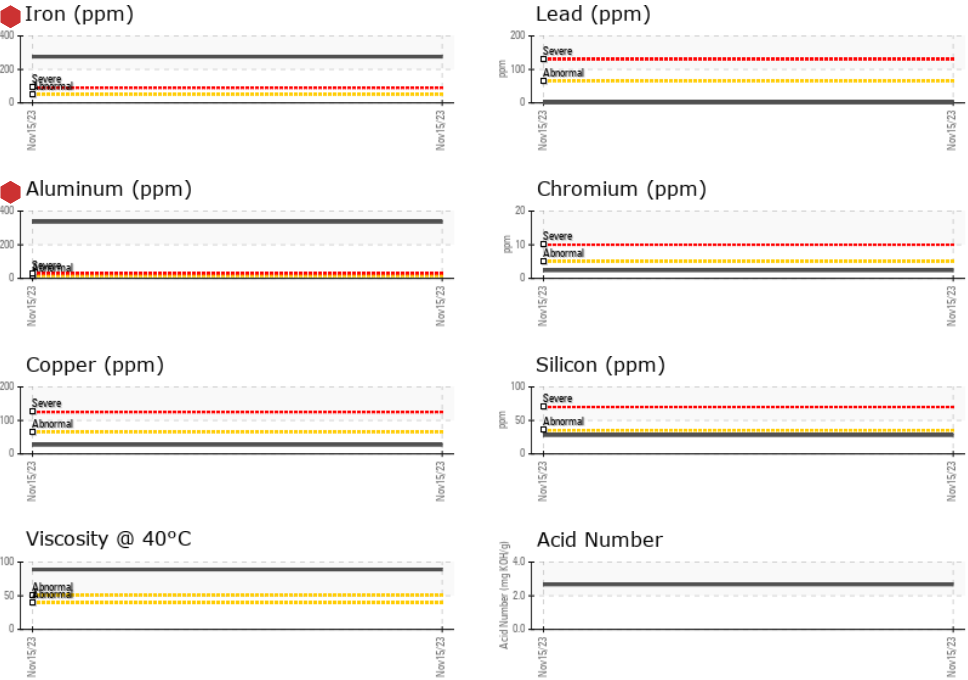 Iron (ppm)
400
200
0
Severe
Abnormal
Nov15/23
Nov15/23
Lead (ppm)
ppm
200
100
0
Severe
Abnormal
Nov15/23
Nov15/23
Aluminum (ppm)
400
200
0
Severe
Abnormal
Nov15/23
Nov15/23
Chromium (ppm)
ppm
20
10
0
Severe
Abnormal
Nov15/23
Nov15/23
Copper (ppm)
200
100
0
Severe
Abnormal
Nov15/23
Nov15/23
Silicon (ppm)
ppm
100
50
0
Severe
Abnormal
Nov15/23
Nov15/23
Viscosity @ 40°C
100
50
0
Abnormal
Abnormal
Nov15/23
Nov15/23
Acid Number
Acid Number (mg KOH/g)
4.0
2.0
0.0
Nov15/23
Nov15/23